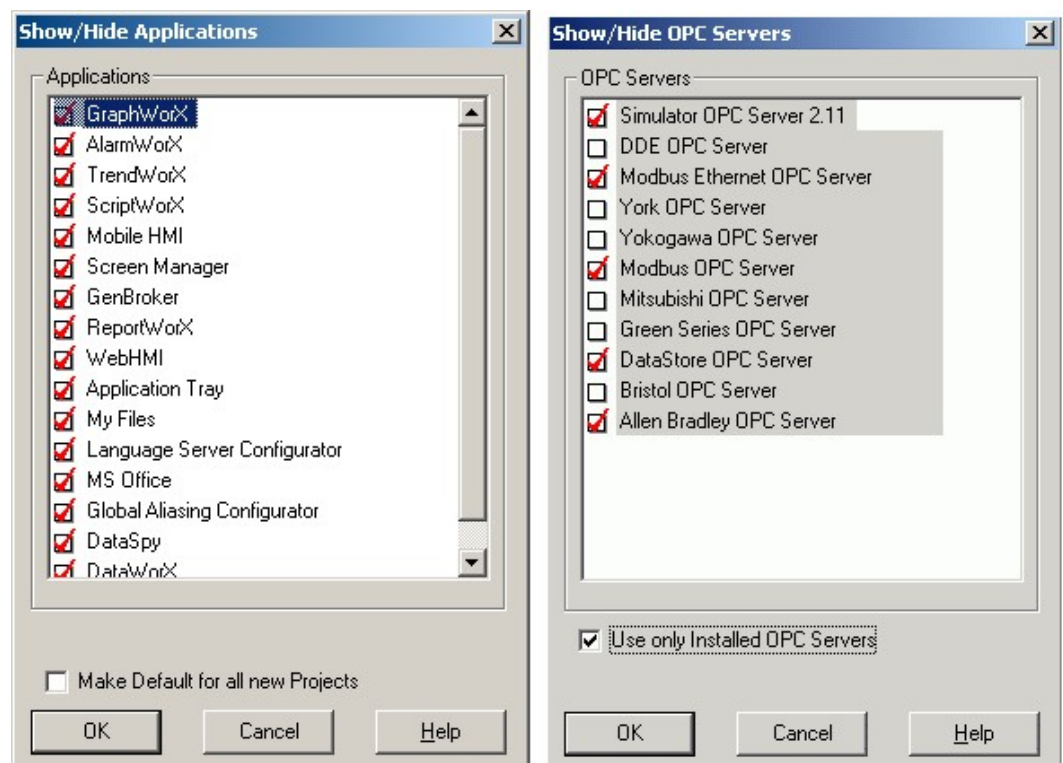 Show/Hide Applications
Applications
GraphWorX
AlarmWorX
TrendWorX
ScriptWorX
Mobile HMI
Screen Manager
GenBroker
ReportWorX
WebHMI
Application Tray
My Files
Language Server Configurator
MS Office
Global Aliasing Configurator
DataSpy
DataWorX
Make Default for all new Projects
OK
Cancel
Help
Show/Hide OPC Servers
OPC Servers
Simulator OPC Server 2.11
DDE OPC Server
Modbus Ethernet OPC Server
York OPC Server
Yokogawa OPC Server
Modbus OPC Server
Mitsubishi OPC Server
Green Series OPC Server
DataStore OPC Server
Bristol OPC Server
Allen Bradley OPC Server
Use only Installed OPC Servers
OK
Cancel
Help